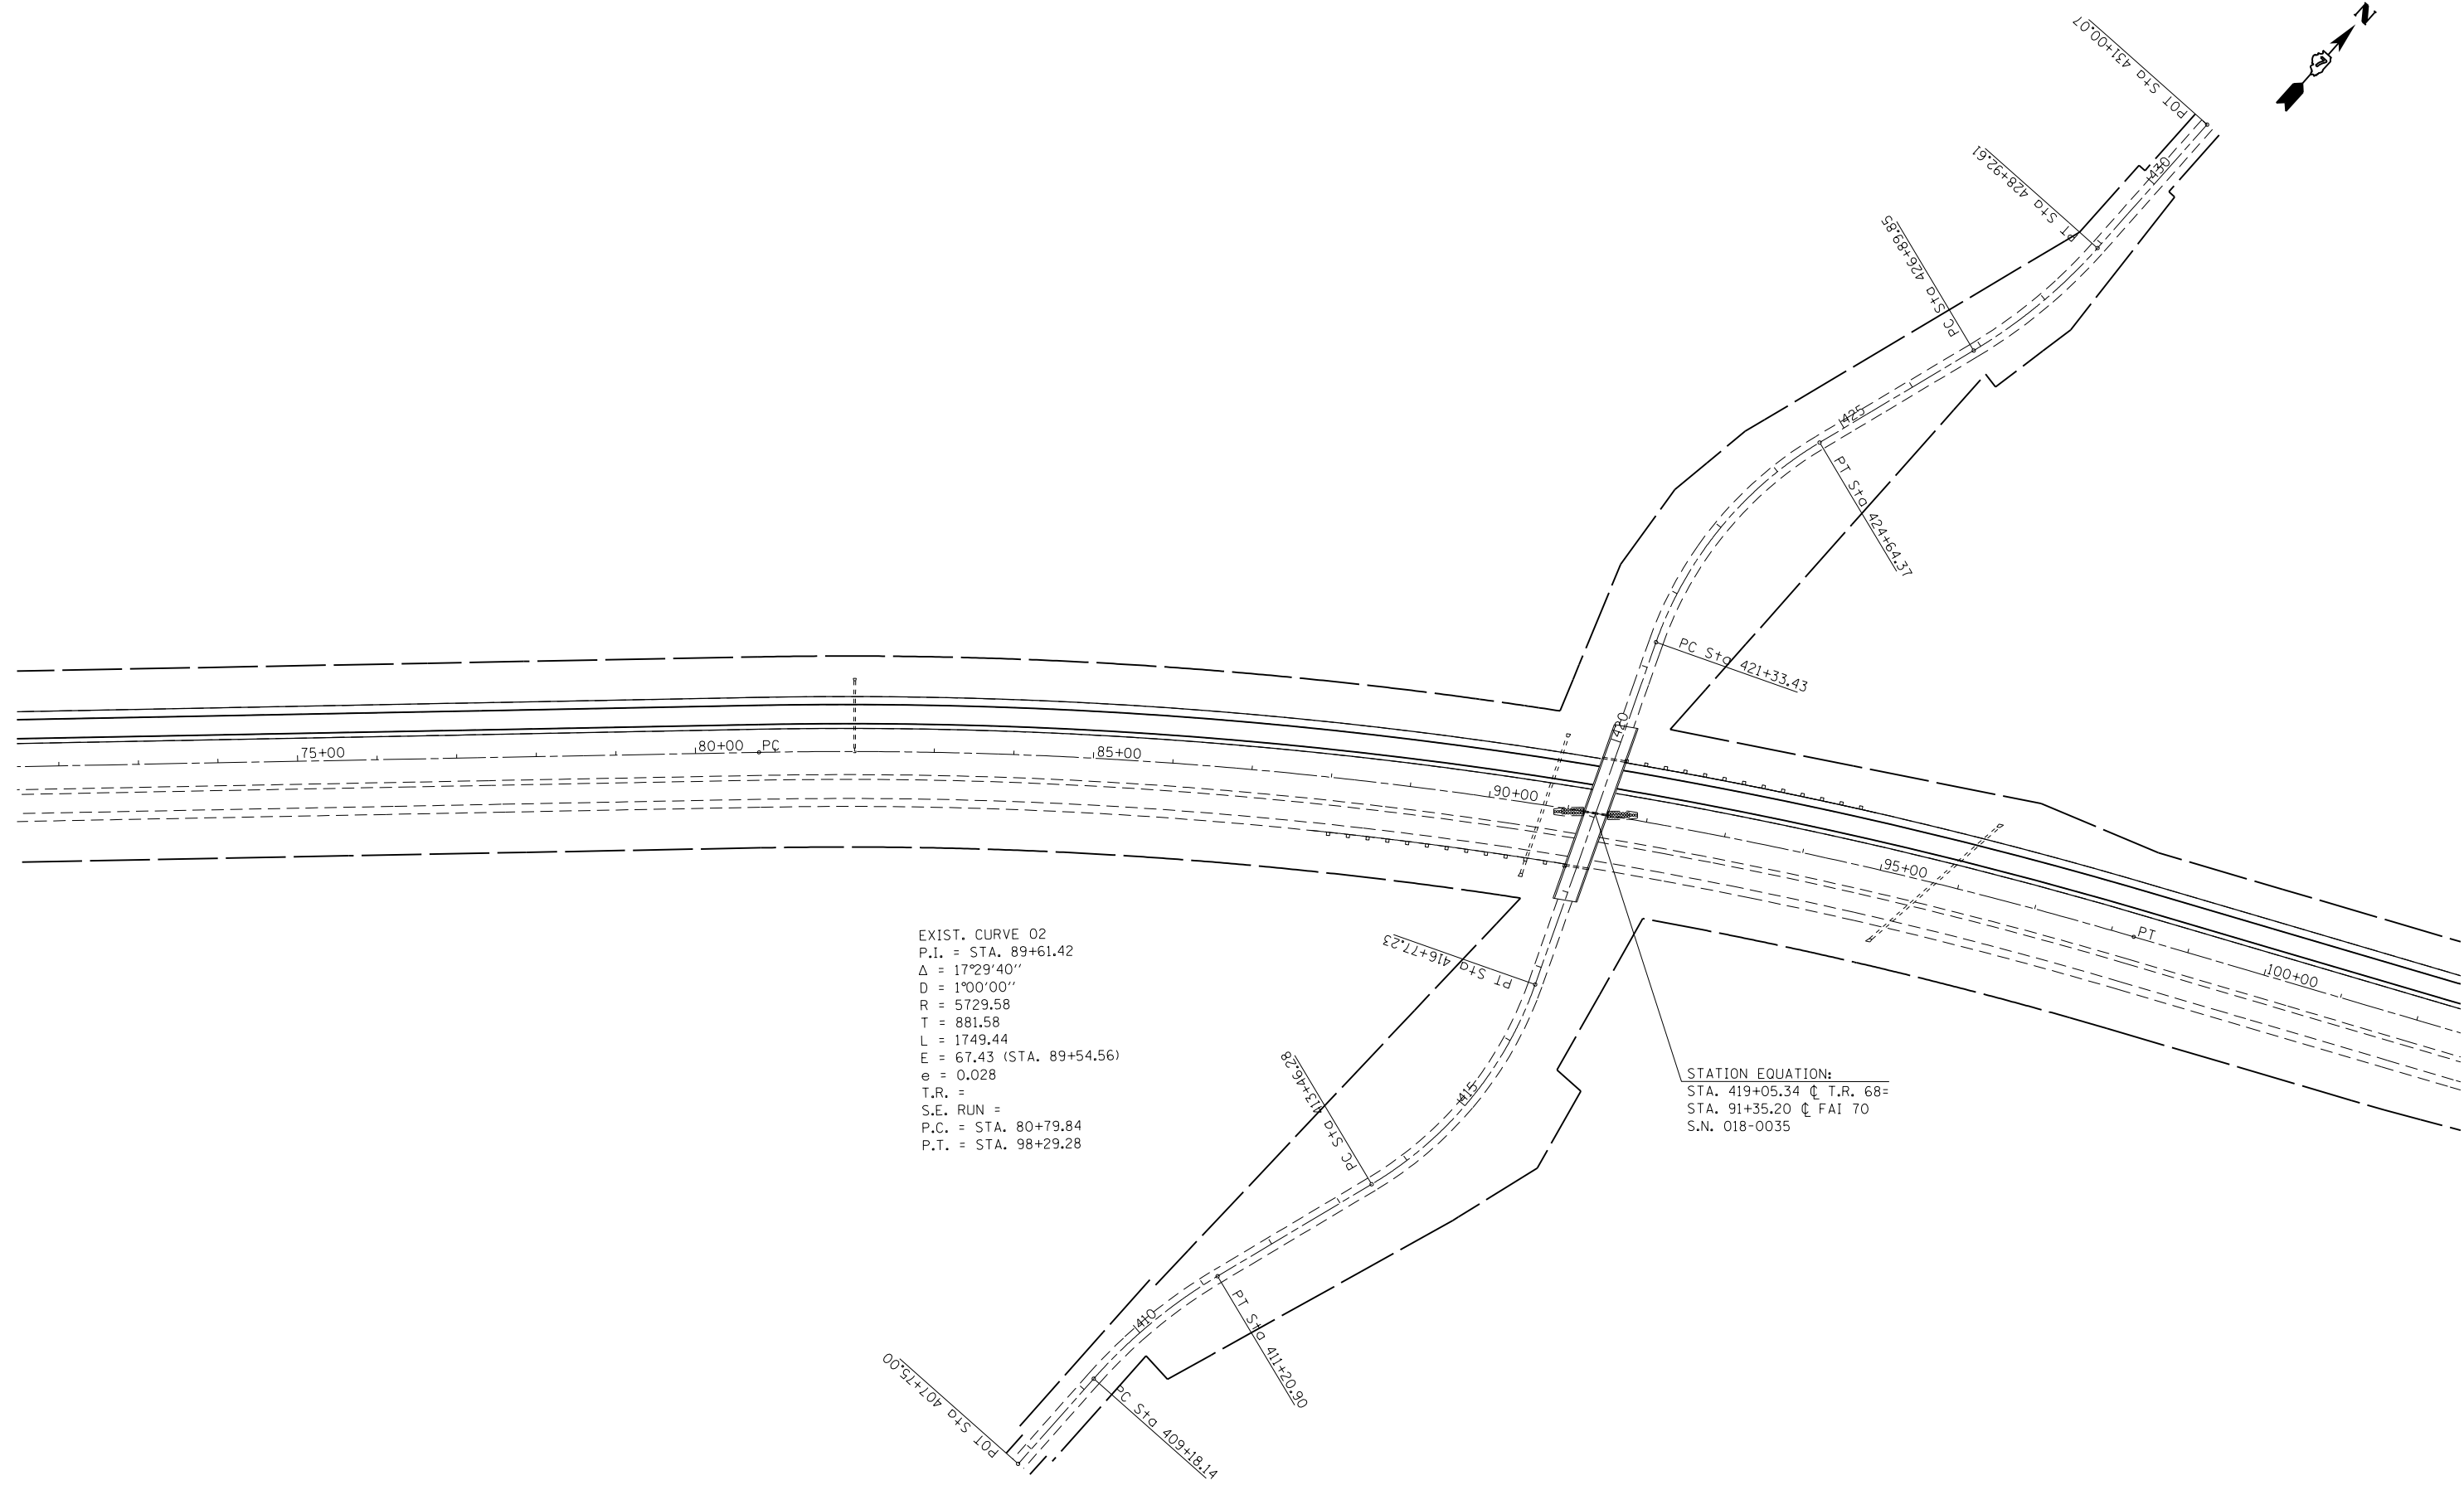 N
POT Sta 431+00.07
PT Sta 428+92.61
430
PC Sta 426+89.85
425
PT Sta 424+64.37
PC Sta 421+33.43
420
75+00
80+00
PC
85+00
90+00
95+00
PT
100+00
PT Sta 416+77.23
415
PC Sta 413+46.28
PT Sta 411+20.90
410
PC Sta 409+18.14
POT Sta 407+75.00
EXIST. CURVE 02
P.I. = STA. 89+61.42
Δ = 17°29'40''
D = 1°00'00''
R = 5729.58
T = 881.58
L = 1749.44
E = 67.43 (STA. 89+54.56)
e = 0.028
T.R. =
S.E. RUN =
P.C. = STA. 80+79.84
P.T. = STA. 98+29.28
STATION EQUATION:
STA. 419+05.34 ℄ T.R. 68=
STA. 91+35.20 ℄ FAI 70
S.N. 018-0035